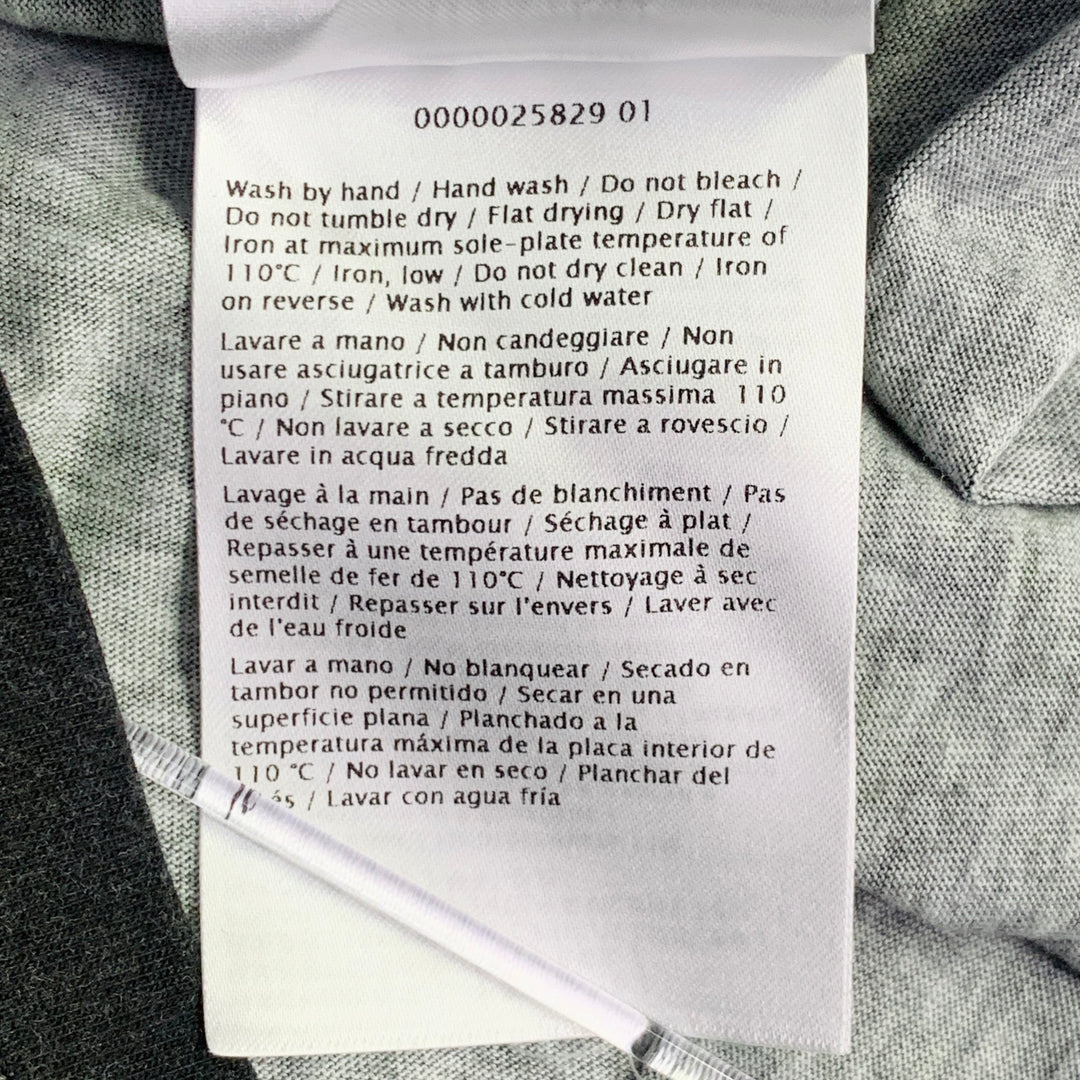 0000025829 01
Wash by hand / Hand wash / Do not bleach /
Do not tumble dry / Flat drying / Dry flat /
Iron at maximum sole-plate temperature of
110°C / Iron, low / Do not dry clean / Iron
on reverse / Wash with cold water
Lavare a mano / Non candeggiare / Non
usare asciugatrice a tamburo / Asciugare in
piano / Stirare a temperatura massima 110
°C / Non lavare a secco / Stirare a rovescio /
Lavare in acqua fredda
Lavage à la main / Pas de blanchiment / Pas
de séchage en tambour / Séchage à plat /
Repasser à une température maximale de
semelle de fer de 110°C / Nettoyage à sec
interdit / Repasser sur l'envers / Laver avec
de l'eau froide
Lavar a mano / No blanquear / Secado en
tambor no permitido / Secar en una
superficie plana / Planchado a la
temperatura máxima de la placa interior de
110 °C / No lavar en seco / Planchar del
/ Lavar con agua fría